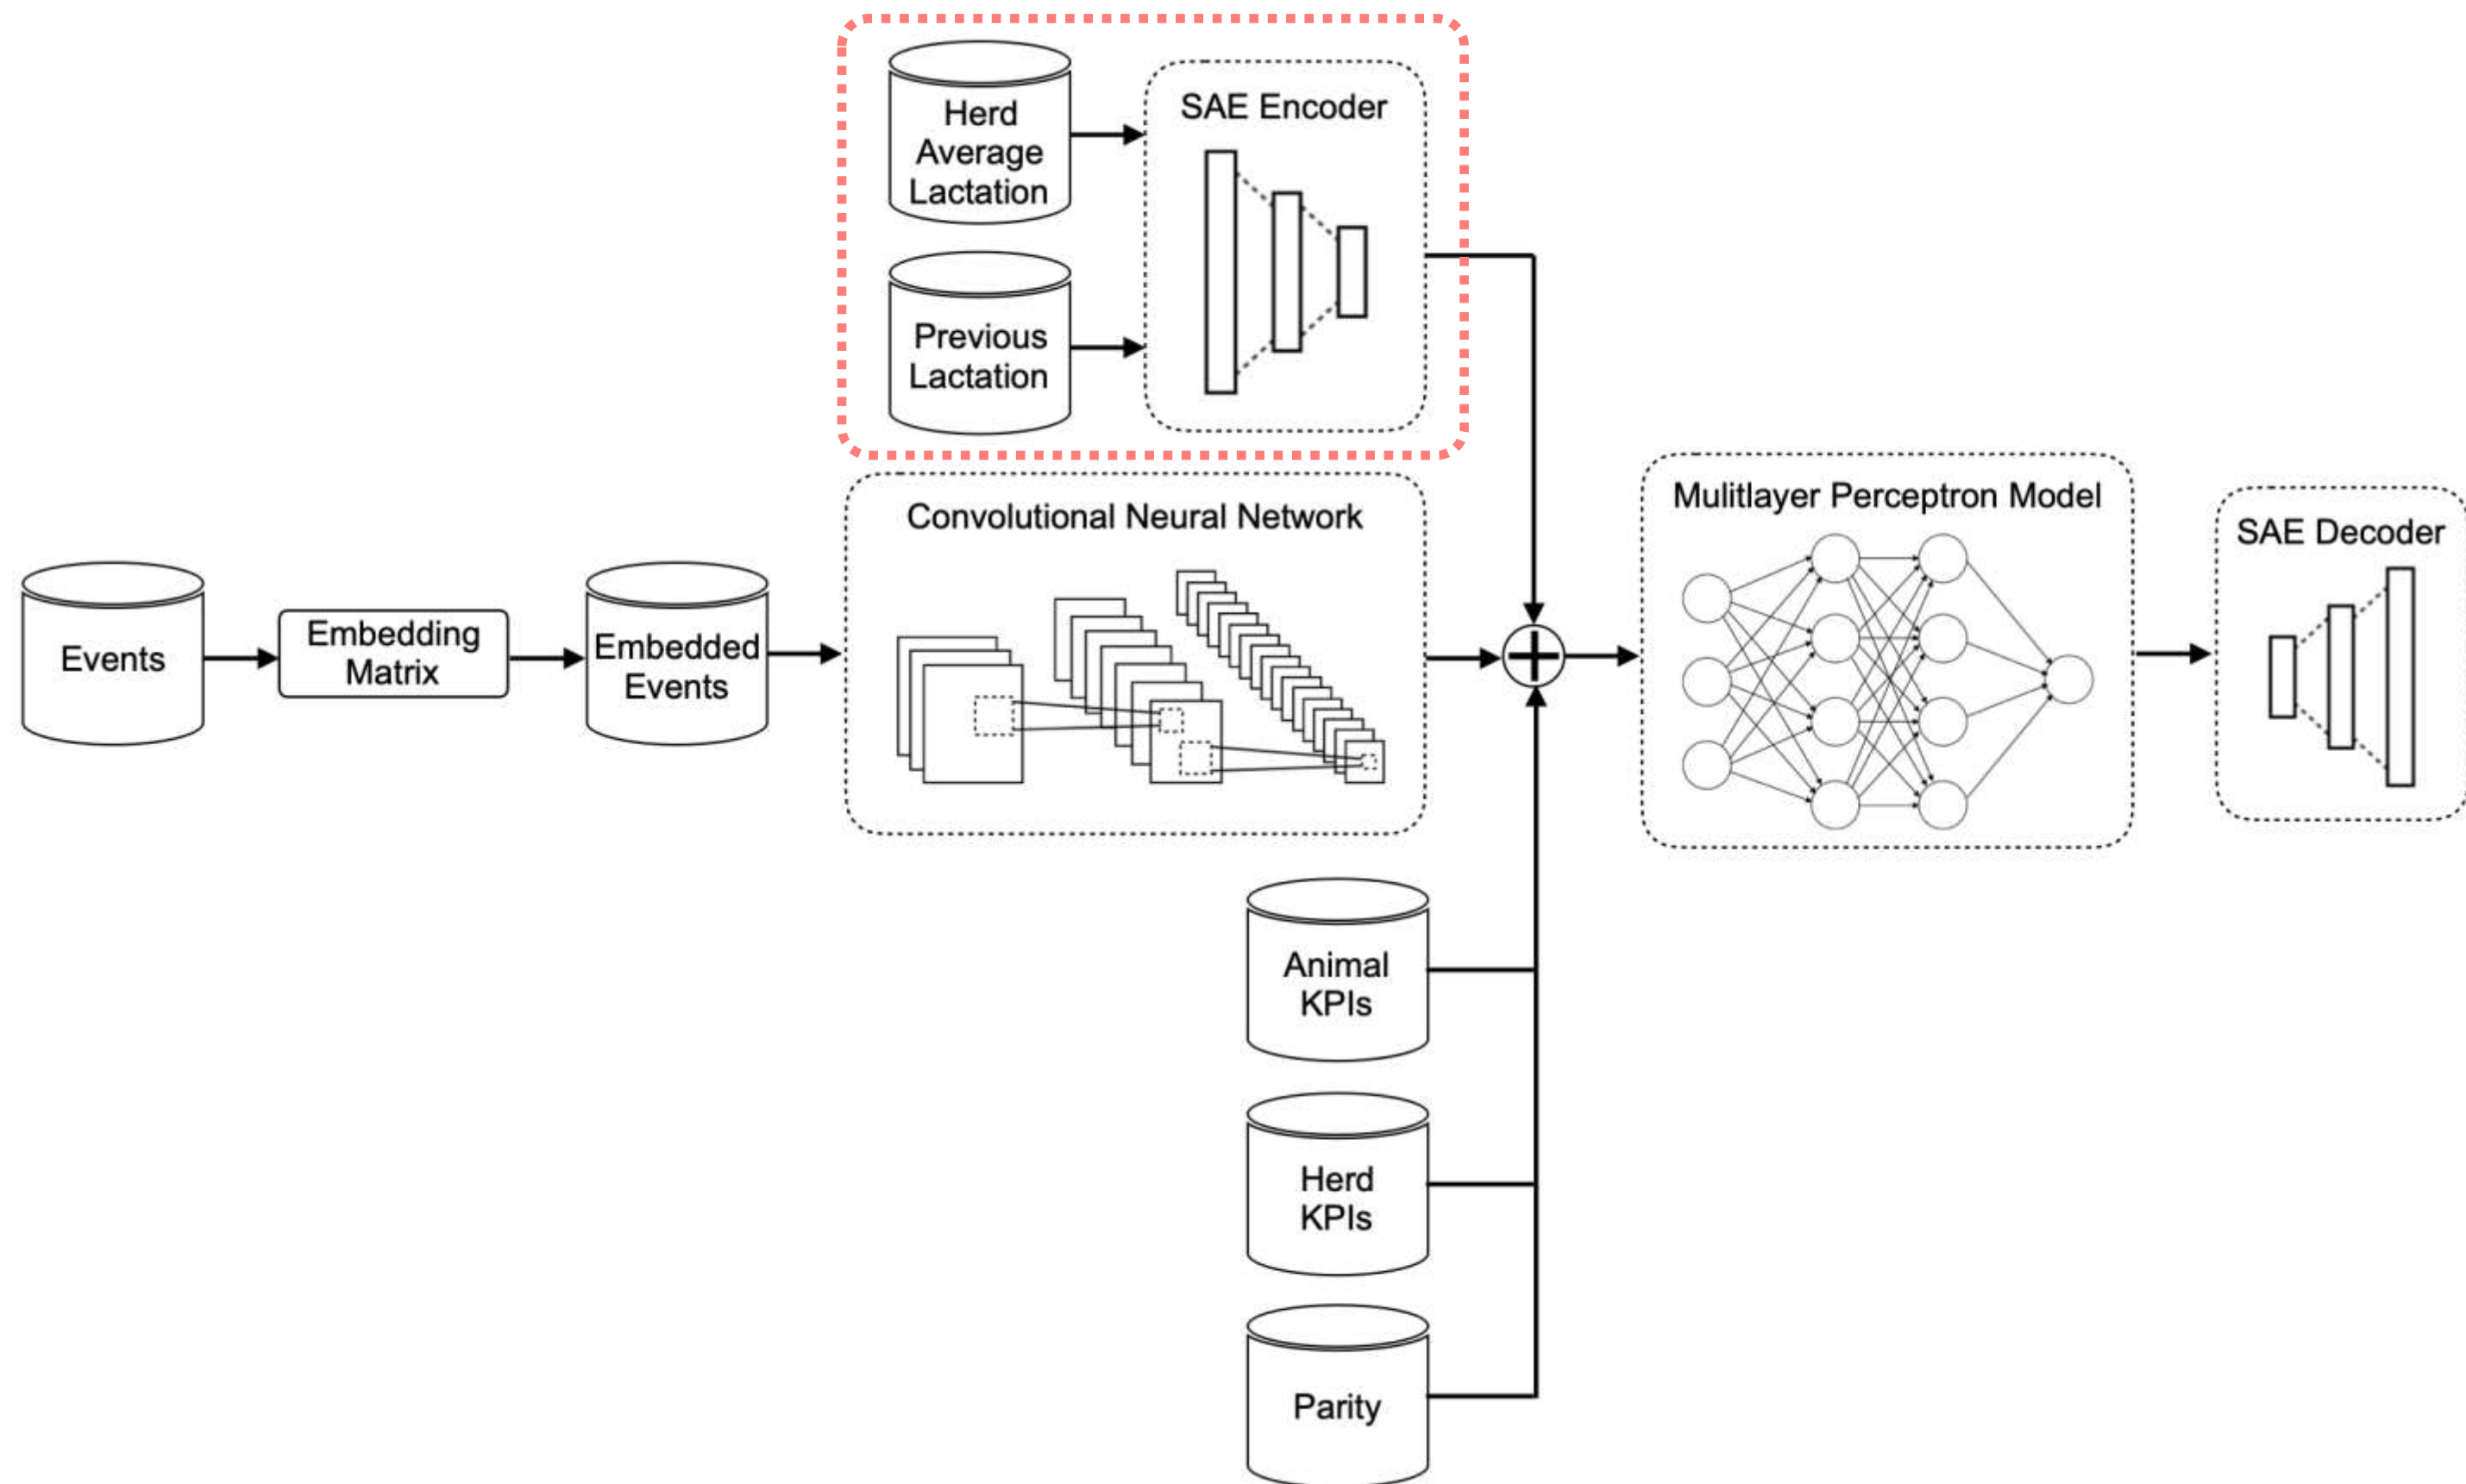 Herd
Average
Lactation
SAE Encoder
Previous
Lactation
Convolutional Neural Network
Mulitlayer Perceptron Model
SAE Decoder
Events
Embedding
Matrix
Embedded
Events
Animal
KPIs
Herd
KPIs
Parity